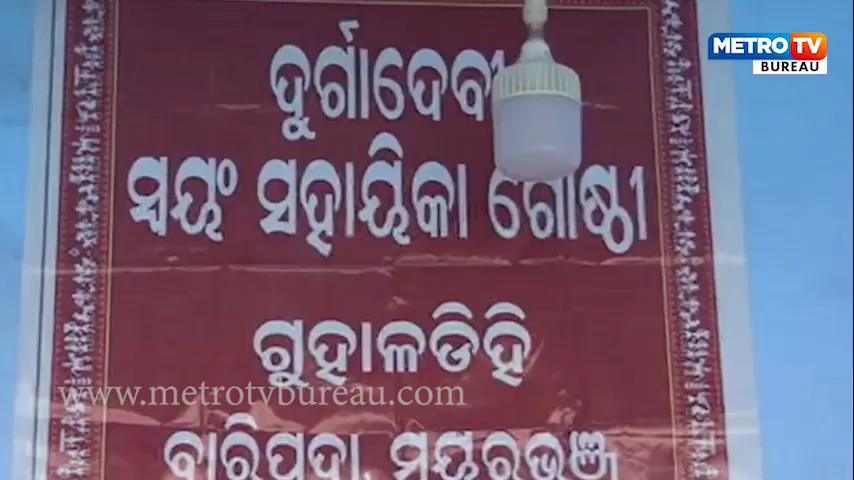 METRO TV
BUREAU
ଦୁର୍ଗାଦେବୀ
ସ୍ୱୟଂ ସହାୟିକା ଗୋଷ୍ଠୀ
ଗୁହାଳଡିହି
www.metrotvbureau.com
ବାରିପଦା, ମୟୂରଭଞ୍ଜ